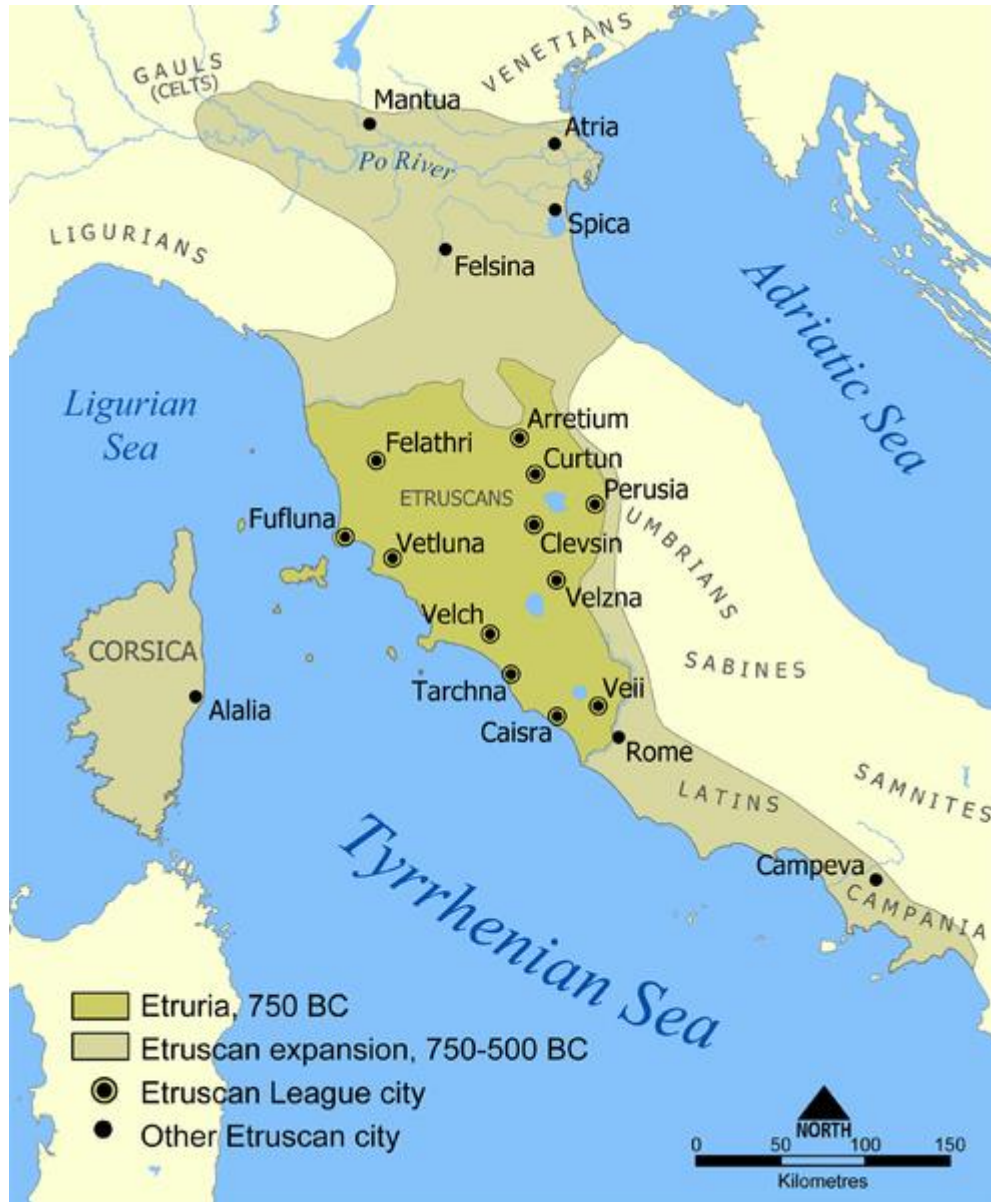 GAULS
(CELTS)
VENETIANS
Mantua
Atria
Po River
Spica
LIGURIANS
Felsina
Adriatic Sea
Ligurian
Sea
Arretium
Felathri
Curtun
ETRUSCANS
Perusia
Fufluna
Clevsin
UMBRIANS
Vetluna
Velzna
Velch
CORSICA
SABINES
Tarchna
Veii
Alalia
Caisra
Rome
LATINS
SAMNITES
Tyrrhenian Sea
Campeva
CAMPANIA
Etruria, 750 BC
Etruscan expansion, 750-500 BC
Etruscan League city
Other Etruscan city
NORTH
0 50 100 150
Kilometres